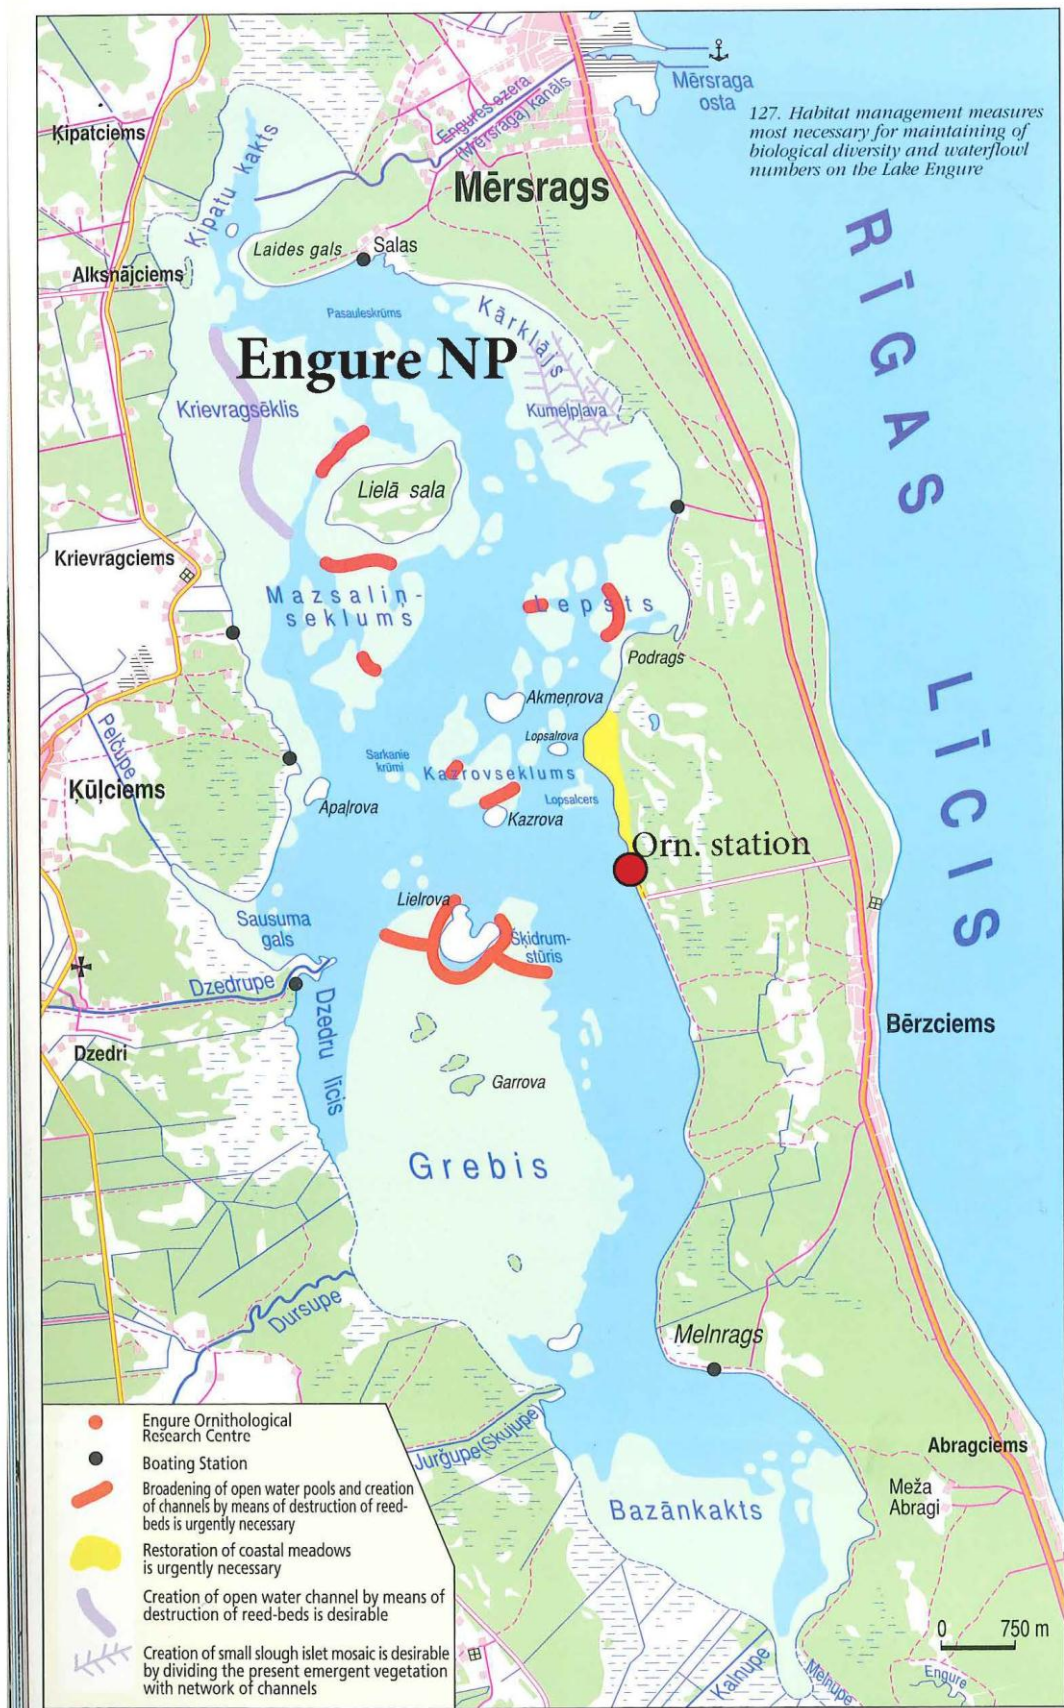 Mērsraga
osta
127. Habitat management measures
most necessary for maintaining of
biological diversity and waterflowl
numbers on the Lake Engure
Ķipatciems
Ķipatu kakts
Engures ezera
(Mērsraga) kanāls
Mērsrags
RĪGAS LĪCIS
Laides gals
Salas
Alksnājciems
Pasauleskrūms
Kārklājs
Engure NP
Krievragsēklis
Kumeļpļava
Lielā sala
Krievragciems
Mazsaliņ-
seklums
Lepsts
Podrags
Akmeņrova
Lopsalrova
Pelčupe
Sarkanie
krūmi
Kazrovseklums
Lopsalcers
Ķūļciems
Apaļrova
Kazrova
Orn. station
Lielrova
Sausuma
gals
Šķidrum-
stūris
Dzedrupe
Dzedru līcis
Bērzciems
Dzedri
Garrova
Grebis
Dursupe
Melnrags
Jurģupe(Skujupe)
Abragciems
Meža
Abragi
Bazānkakts
Kalnupe
Melnupe
Engure
0 750 m
Engure Ornithological
Research Centre
Boating Station
Broadening of open water pools and creation
of channels by means of destruction of reed-
beds is urgently necessary
Restoration of coastal meadows
is urgently necessary
Creation of open water channel by means of
destruction of reed-beds is desirable
Creation of small slough islet mosaic is desirable
by dividing the present emergent vegetation
with network of channels